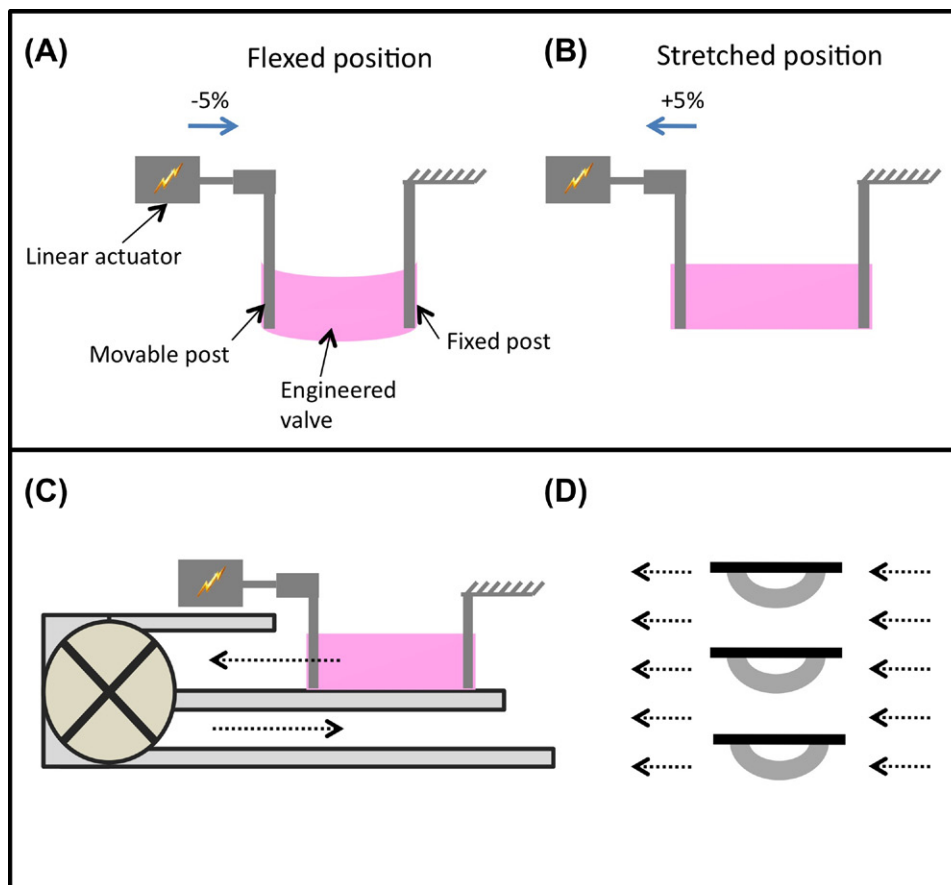 (A)
Flexed position
-5%
Linear actuator
Movable post
Engineered
valve
Fixed post
(B)
Stretched position
+5%
(C)
(D)